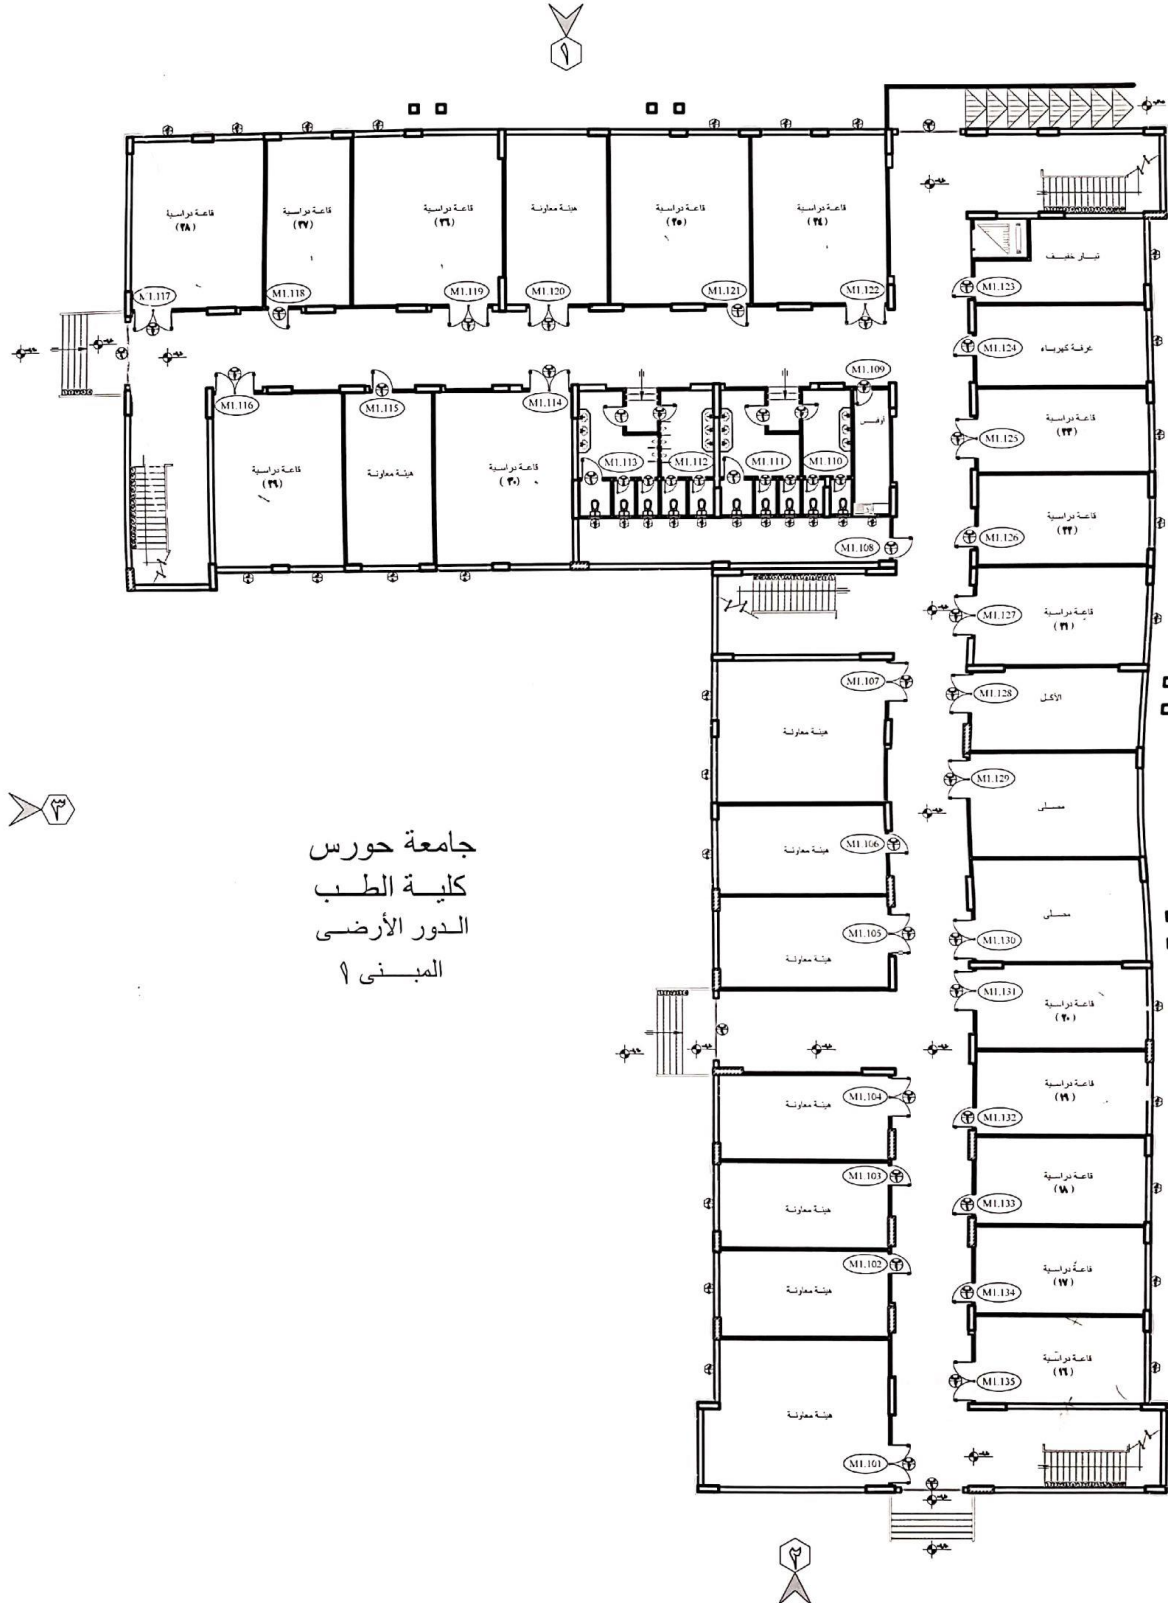 ١
قاعة دراسية
(٢٨)
قاعة دراسية
(٢٧)
قاعة دراسية
(٢٦)
هيئة معاونة
قاعة دراسية
(٢٥)
قاعة دراسية
(٢٤)
تيار خفيف
M1.117
M1.118
M1.119
M1.120
M1.121
M1.122
M1.123
غرفة كهرباء
M1.124
M1.116
M1.115
M1.114
M1.109
أوفيس
قاعة دراسية
(٢٣)
M1.125
قاعة دراسية
(٢٩)
هيئة معاونة
قاعة دراسية
(٣٠)
M1.113
M1.112
M1.111
M1.110
قاعة دراسية
(٢٢)
M1.126
M1.108
قاعة دراسية
(٢١)
M1.127
M1.107
M1.128
هيئة معاونة
M1.129
مصلى
٣
M1.106
هيئة معاونة
جامعة حورس
كلية الطب
الدور الأرضى
المبنى ١
مصلى
M1.105
M1.130
هيئة معاونة
M1.131
قاعة دراسية
(٢٠)
M1.104
هيئة معاونة
قاعة دراسية
(١٩)
M1.132
M1.103
هيئة معاونة
قاعة دراسية
(١٨)
M1.133
M1.102
هيئة معاونة
قاعة دراسية
(١٧)
M1.134
قاعة دراسية
(١٦)
M1.135
هيئة معاونة
M1.101
٢